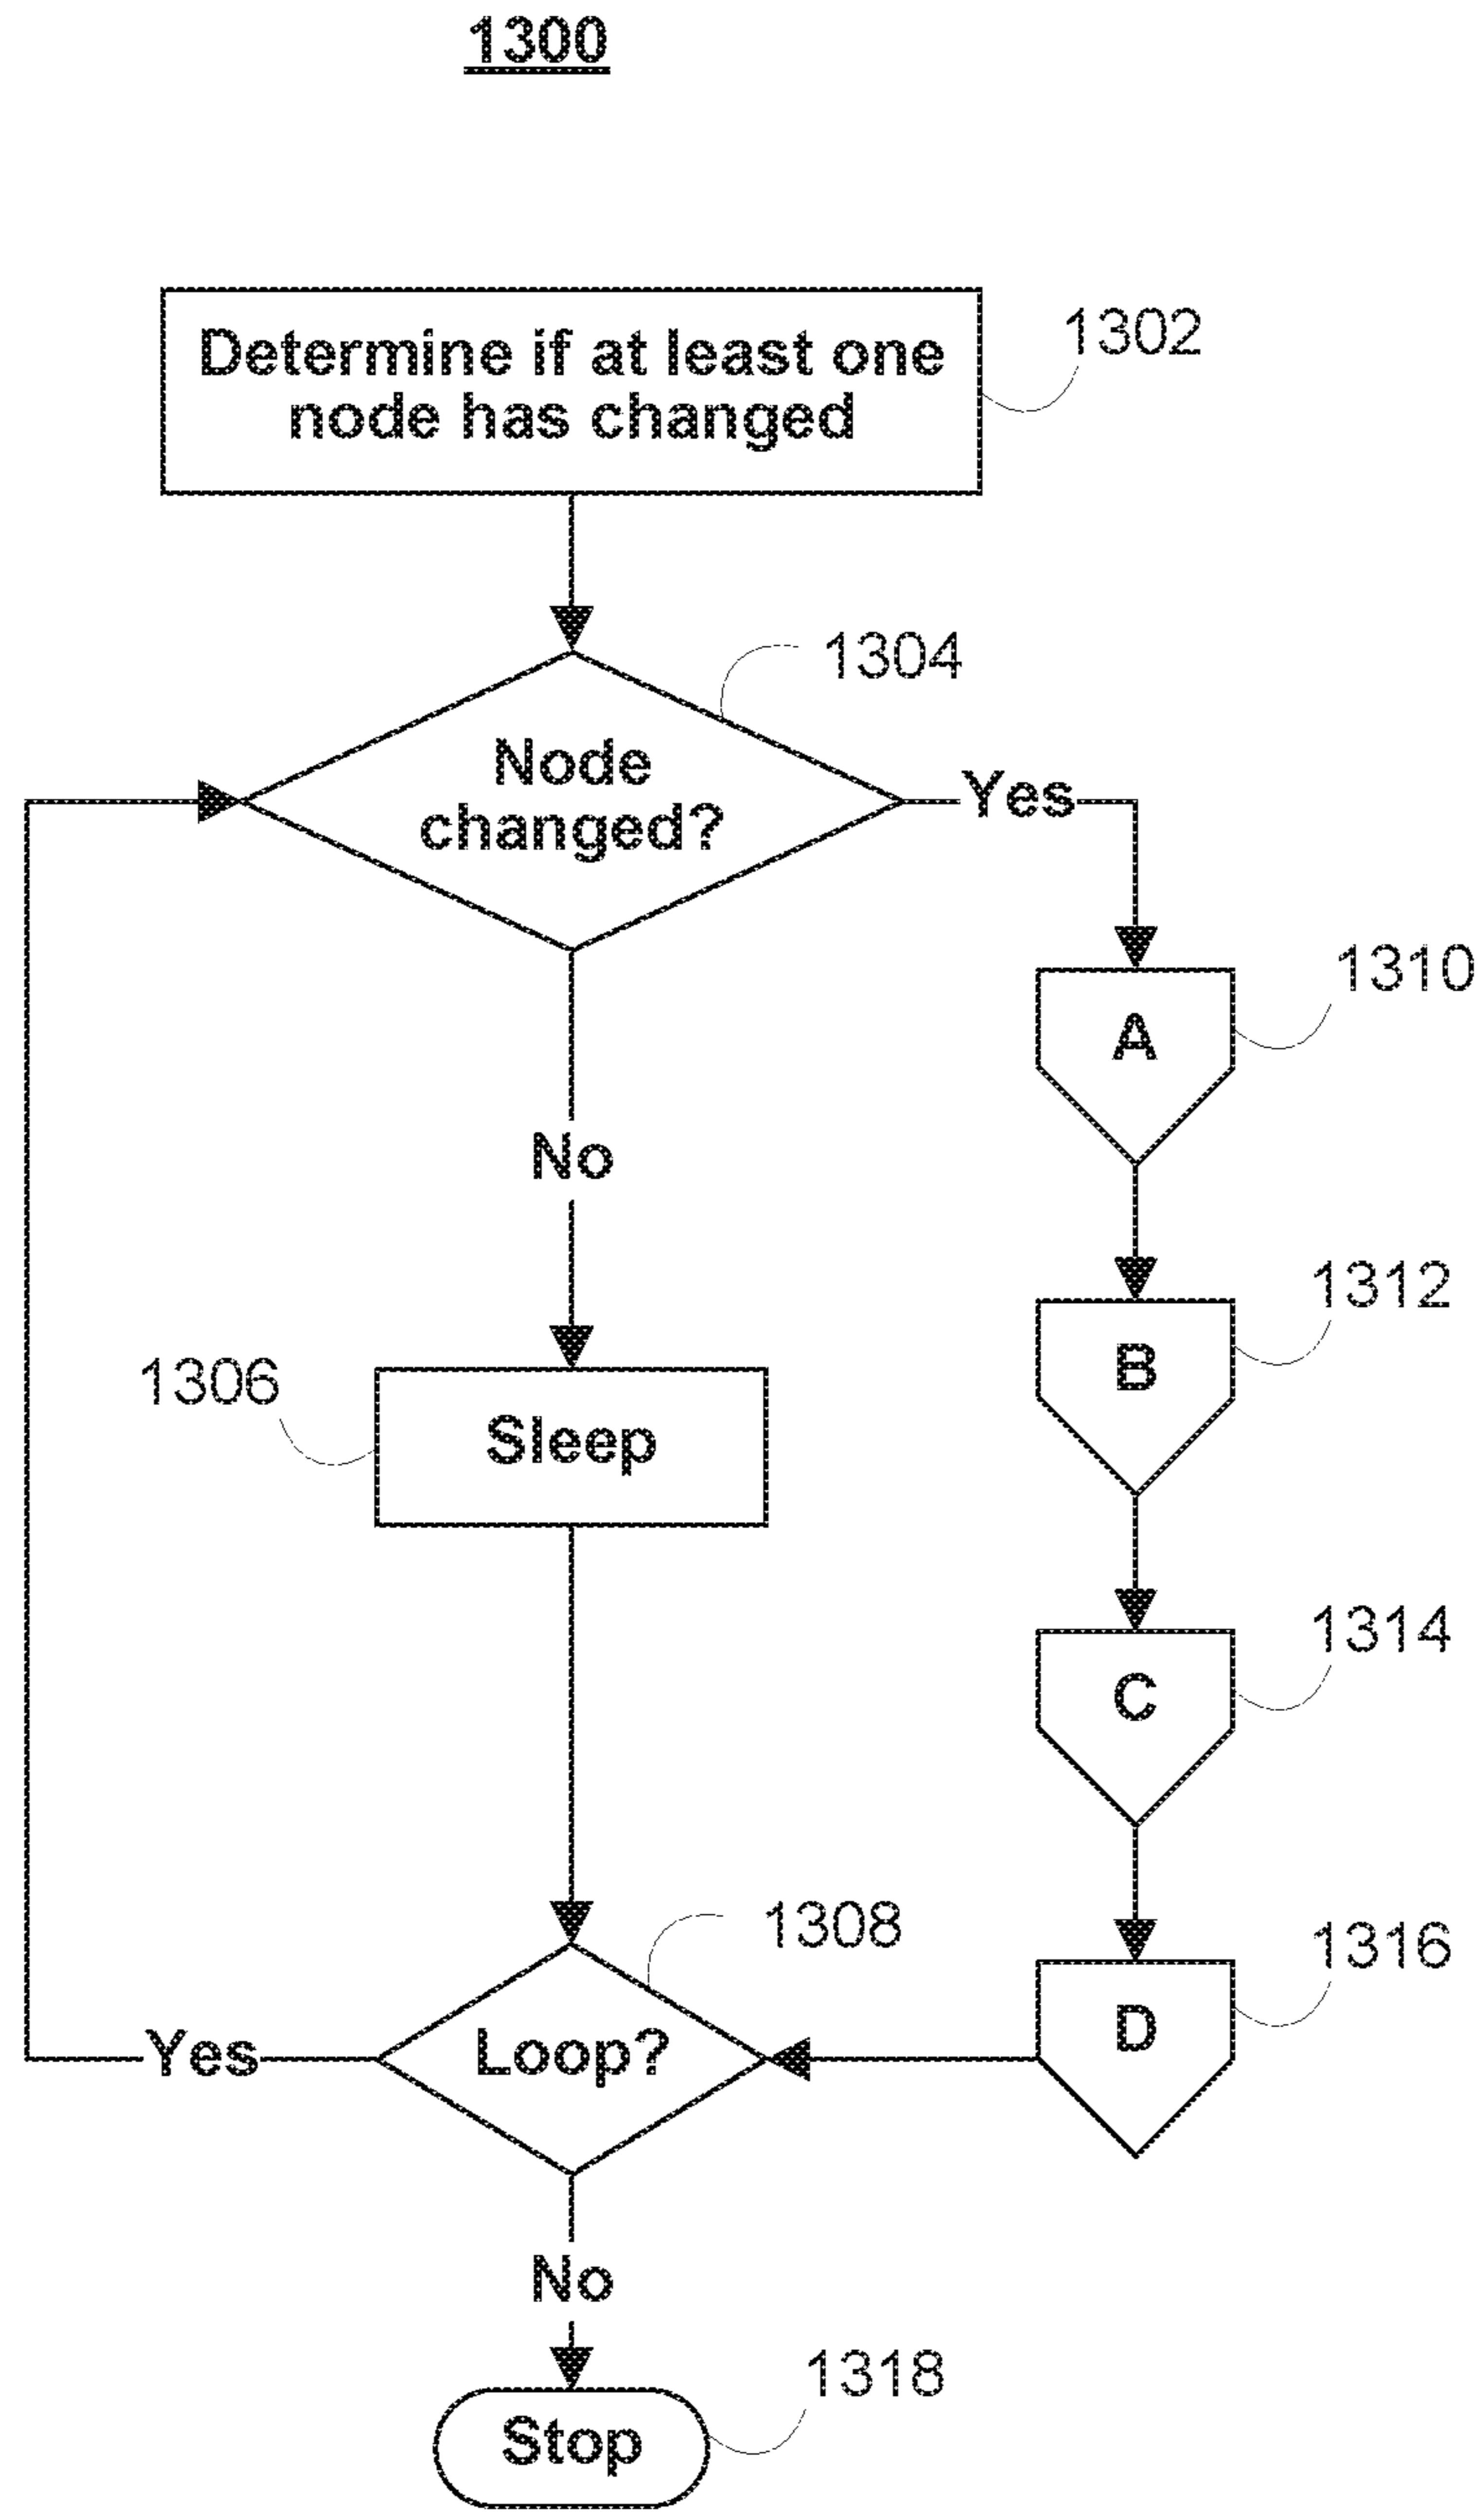 1300
Determine if at least one
node has changed
1302
1304
Node
changed?
Yes
1310
A
No
1312
B
1306
Sleep
1314
C
1308
1316
Yes
Loop?
D
No
1318
Stop